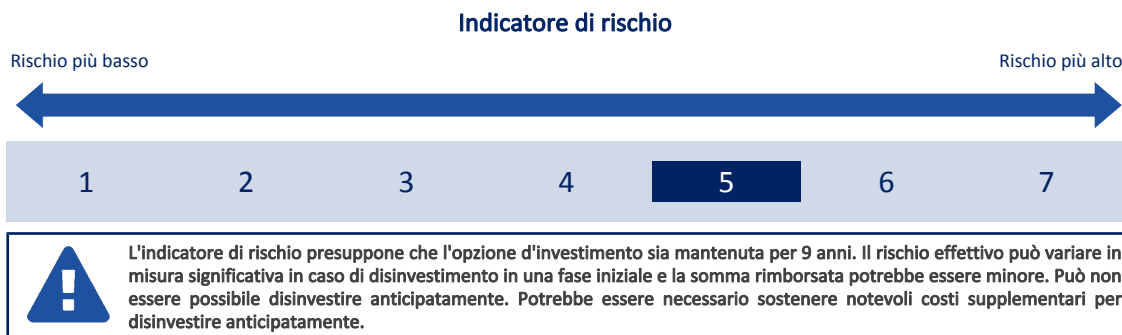 Indicatore di rischio
Rischio più basso
Rischio più alto
1 2 3 4 5 6 7
L'indicatore di rischio presuppone che l'opzione d'investimento sia mantenuta per 9 anni. Il rischio effettivo può variare in
misura significativa in caso di disinvestimento in una fase iniziale e la somma rimborsata potrebbe essere minore. Può non
essere possibile disinvestire anticipatamente. Potrebbe essere necessario sostenere notevoli costi supplementari per
disinvestire anticipatamente.